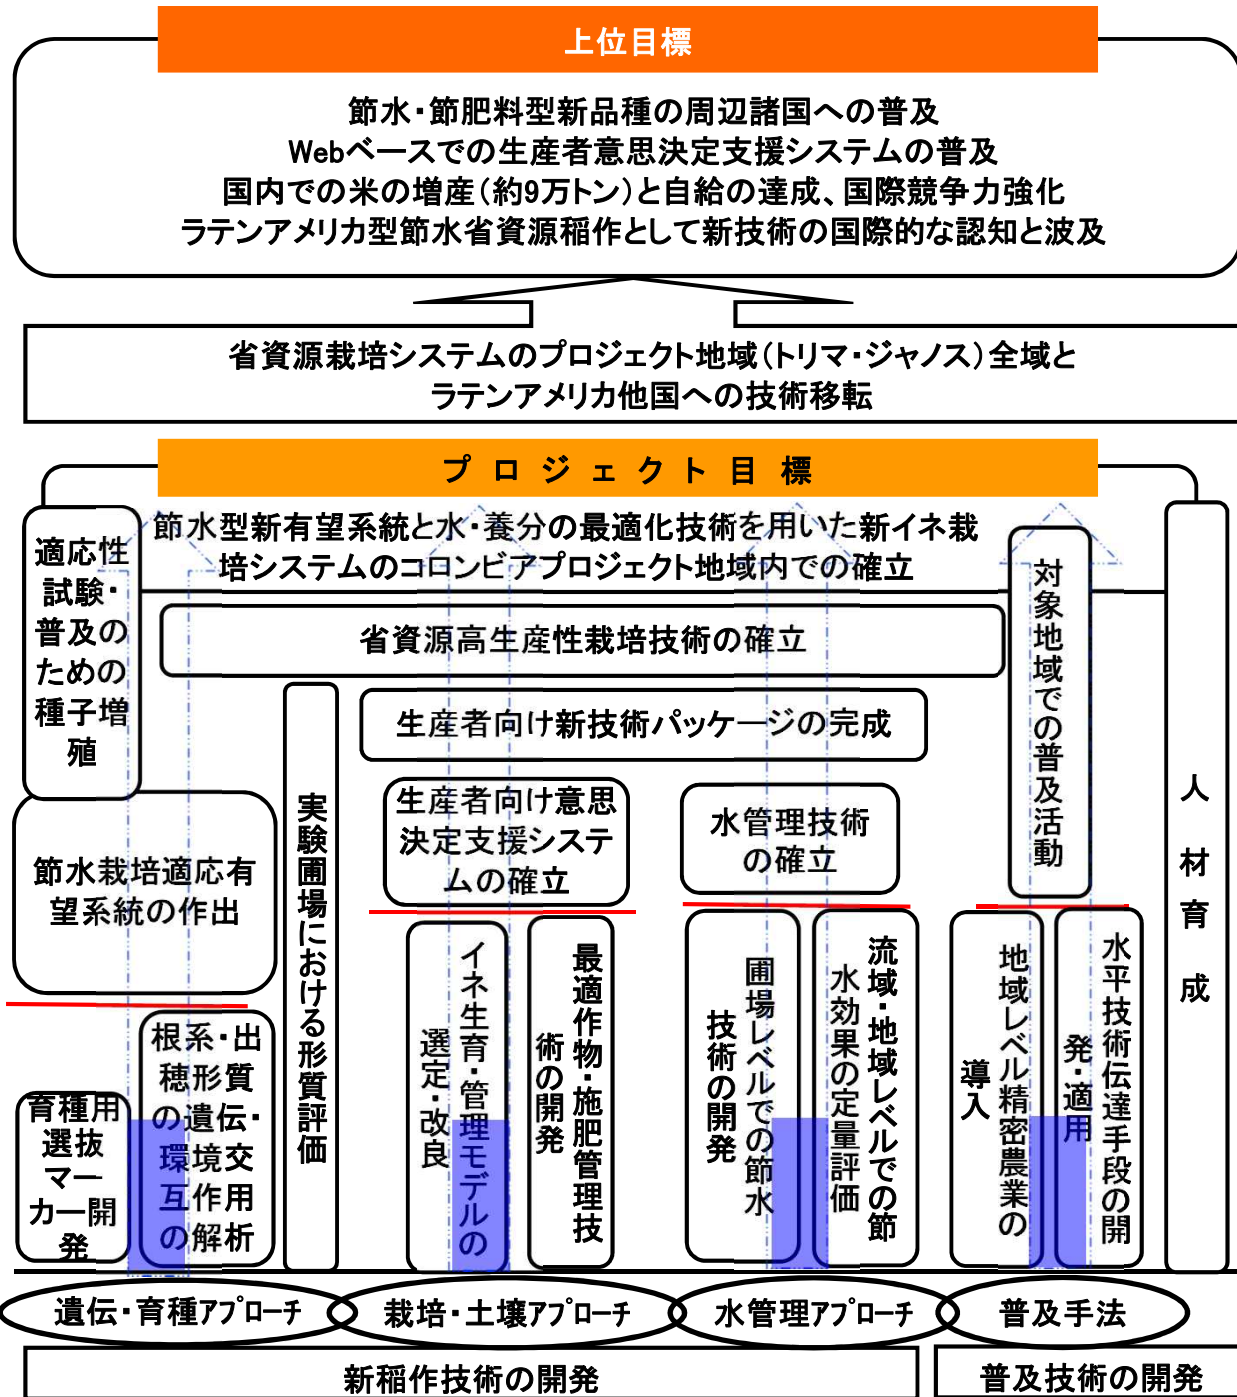 上位目標
節水・節肥料型新品種の周辺諸国への普及
Webベースでの生産者意思決定支援システムの普及
国内での米の増産(約9万トン)と自給の達成、国際競争力強化
ラテンアメリカ型節水省資源稲作として新技術の国際的な認知と波及
省資源栽培システムのプロジェクト地域(トリマ・ジャノス)全域と
ラテンアメリカ他国への技術移転
プロジェクト目標
節水型新有望系統と水・養分の最適化技術を用いた新イネ栽
培システムのコロンビアプロジェクト地域内での確立
適応性
試験・
普及の
ための
種子増
殖
省資源高生産性栽培技術の確立
対象地域での普及活動
人材育成
生産者向け新技術パッケージの完成
実験圃場における形質評価
生産者向け意思
決定支援システ
ムの確立
水管理技術
の確立
節水栽培適応有
望系統の作出
育種用
選抜
マー
カー開
発
根系・出
穂形質
の遺伝・
環境交
互作用
の解析
イネ生育・管理モデルの
選定・改良
最適作物・施肥管理技
術の開発
圃場レベルでの節水
技術の開発
流域・地域レベルでの節
水効果の定量評価
地域レベル精密農業の
導入
水平技術伝達手段の開
発・適用
遺伝・育種アプローチ
栽培・土壌アプローチ
水管理アプローチ
普及手法
新稲作技術の開発
普及技術の開発